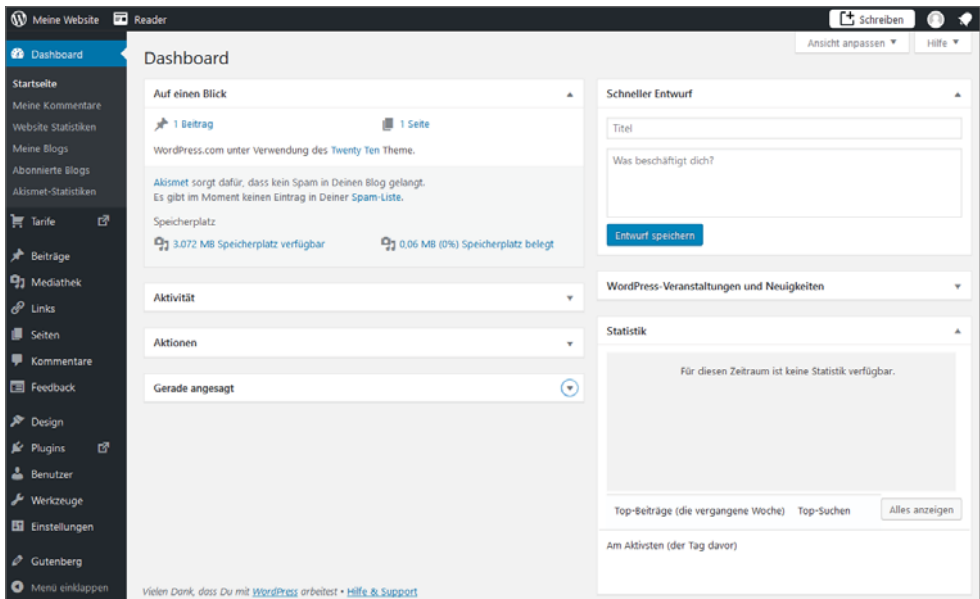 Meine Website Reader Schreiben
Ansicht anpassen ▼ Hilfe ▼
Dashboard
Startseite
Meine Kommentare
Website Statistiken
Meine Blogs
Abonnierte Blogs
Akismet-Statistiken
Tarife
Beiträge
Mediathek
Links
Seiten
Kommentare
Feedback
Design
Plugins
Benutzer
Werkzeuge
Einstellungen
Gutenberg
Menü einklappen
Dashboard
Auf einen Blick
1 Beitrag 1 Seite
WordPress.com unter Verwendung des Twenty Ten Theme.
Akismet sorgt dafür, dass kein Spam in Deinen Blog gelangt.
Es gibt im Moment keinen Eintrag in Deiner Spam-Liste.
Speicherplatz
3.072 MB Speicherplatz verfügbar 0,06 MB (0%) Speicherplatz belegt
Aktivität
Aktionen
Gerade angesagt
Schneller Entwurf
Titel
Was beschäftigt dich?
Entwurf speichern
WordPress-Veranstaltungen und Neuigkeiten
Statistik
Für diesen Zeitraum ist keine Statistik verfügbar.
Top-Beiträge (die vergangene Woche) Top-Suchen Alles anzeigen
Am Aktivsten (der Tag davor)
Vielen Dank, dass Du mit WordPress arbeitest • Hilfe & Support